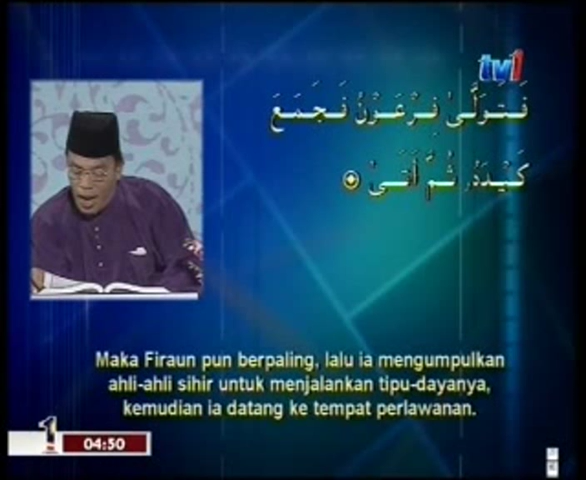 tv1
فَتَوَلَّىٰ فِرْعَوْنُ فَجَمَعَ
كَيْدَهُۥ ثُمَّ أَتَىٰ
Maka Firaun pun berpaling, lalu ia mengumpulkan
ahli-ahli sihir untuk menjalankan tipu-dayanya,
kemudian ia datang ke tempat perlawanan.
1
04:50